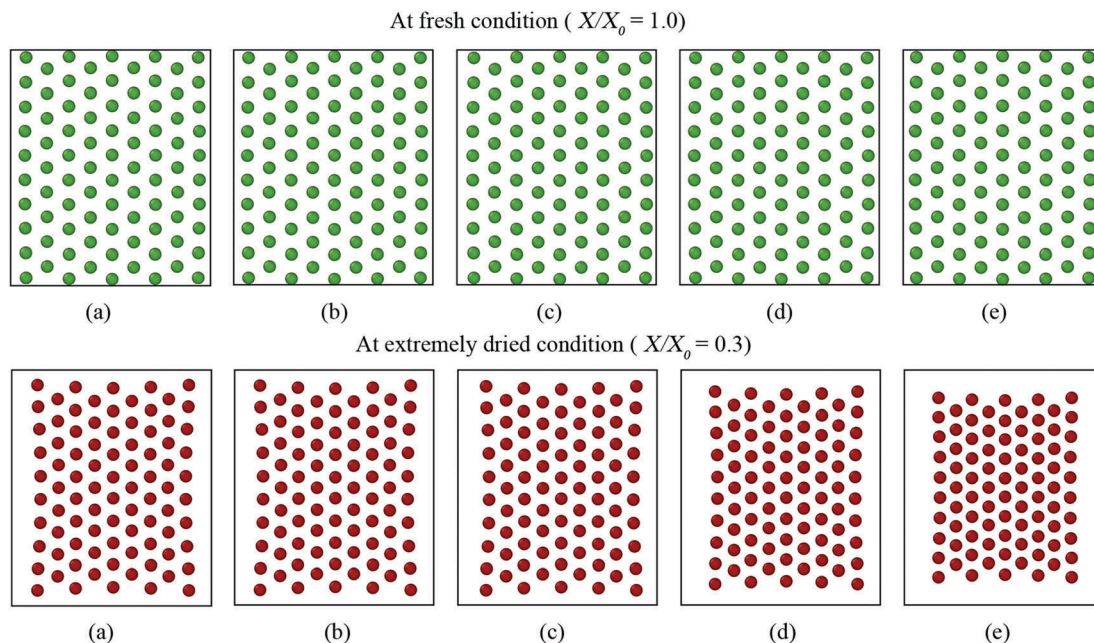 At fresh condition ( X/X₀ = 1.0)
(a) (b) (c) (d) (e)
At extremely dried condition ( X/X₀ = 0.3)
(a) (b) (c) (d) (e)